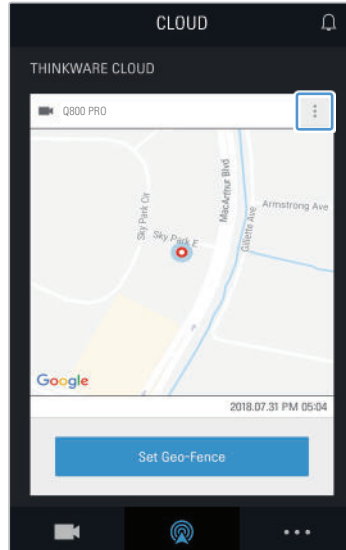 CLOUD
THINKWARE CLOUD
Q800 PRO
Sky Park Cir
MacArthur Blvd
Gillette Ave
Armstrong Ave
Sky Park E
Google
2018.07.31 PM 05:04
Set Geo-Fence